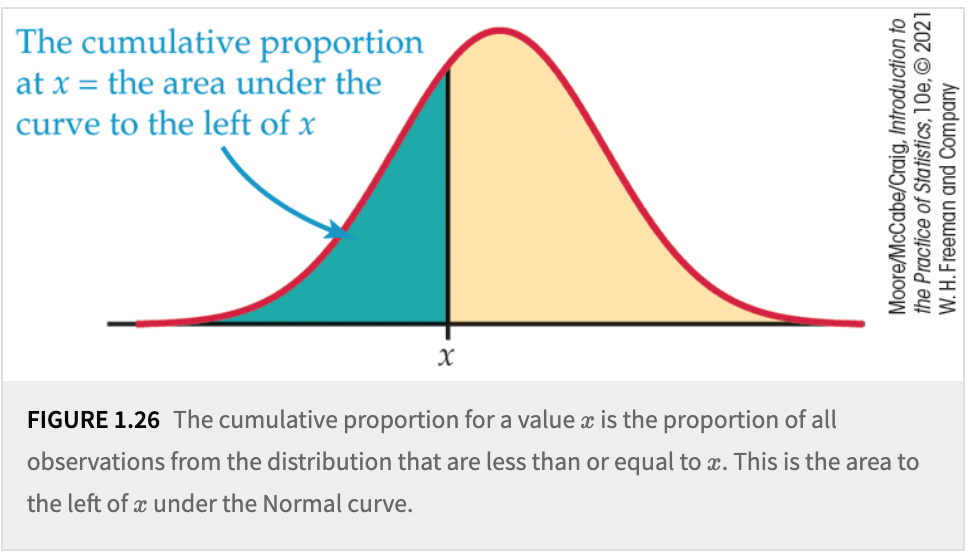 The cumulative proportion
at x = the area under the
curve to the left of x
x
Moore/McCabe/Craig, Introduction to
the Practice of Statistics, 10e, © 2021
W. H. Freeman and Company
FIGURE 1.26 The cumulative proportion for a value x is the proportion of all
observations from the distribution that are less than or equal to x. This is the area to
the left of x under the Normal curve.